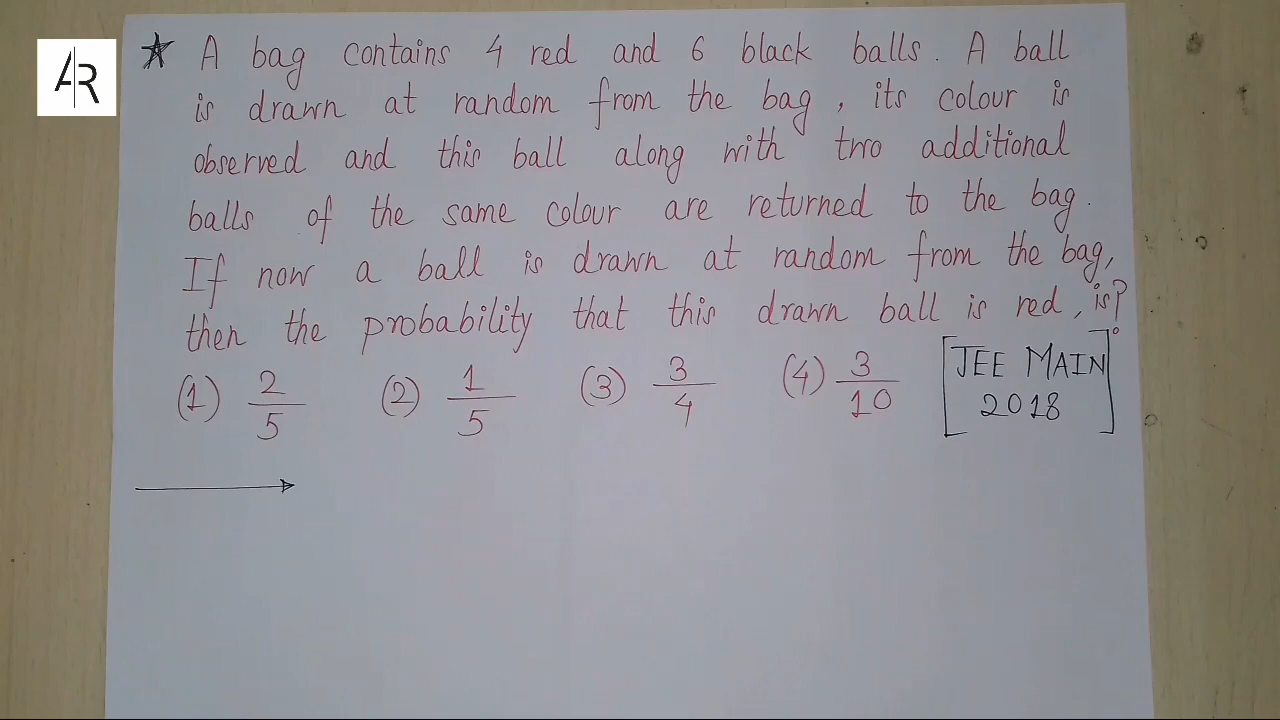 AR
★ A bag contains 4 red and 6 black balls. A ball
is drawn at random from the bag, its colour is
observed and this ball along with two additional
balls of the same colour are returned to the bag.
If now a ball is drawn at random from the bag,
then the probability that this drawn ball is red, is?
(1) 2/5 (2) 1/5 (3) 3/4 (4) 3/10 [JEE MAIN
2018]